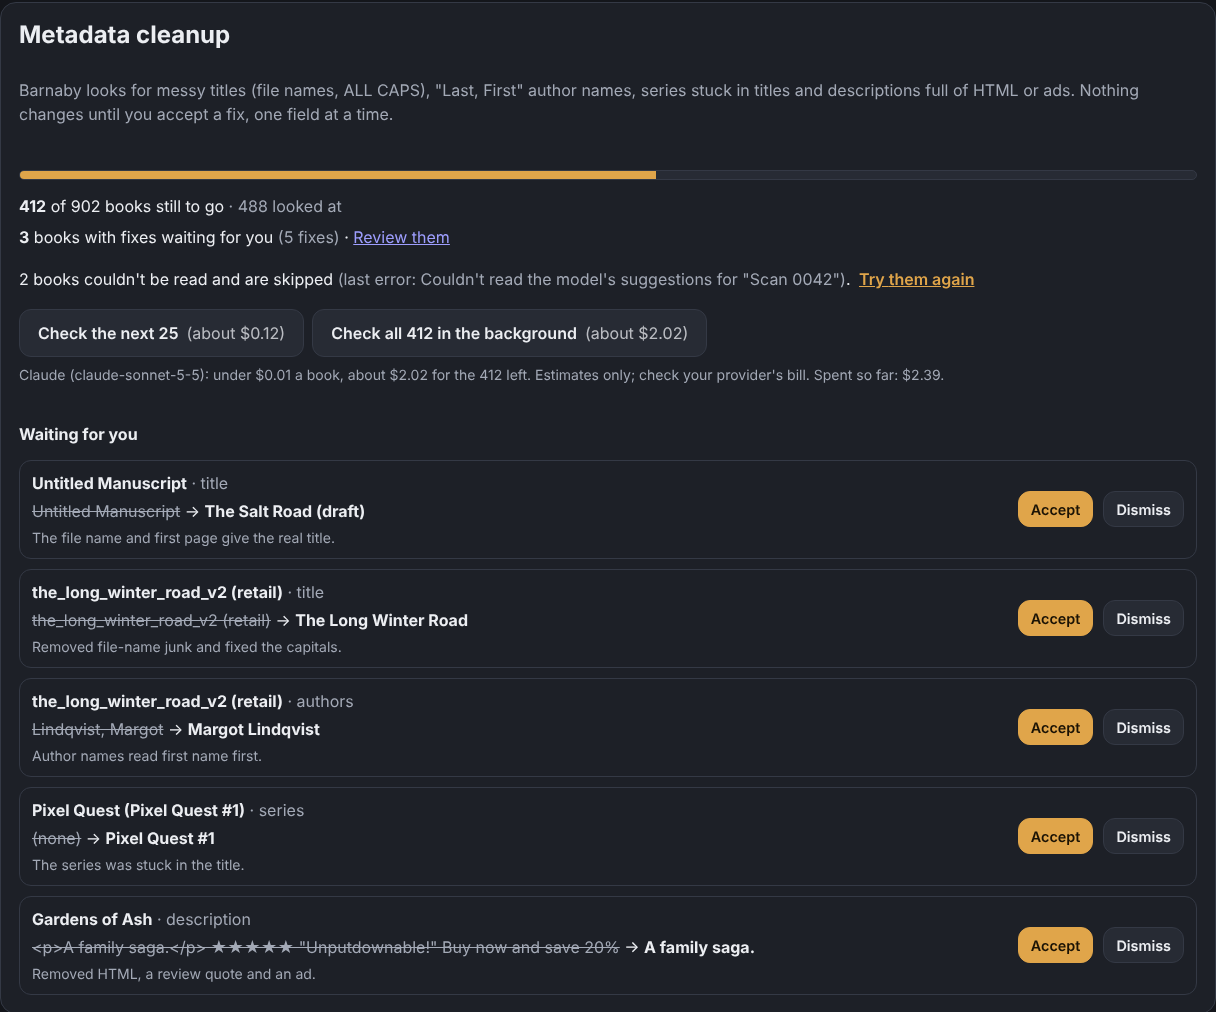 Metadata cleanup
Barnaby looks for messy titles (file names, ALL CAPS), "Last, First" author names, series stuck in titles and descriptions full of HTML or ads. Nothing
changes until you accept a fix, one field at a time.
412 of 902 books still to go · 488 looked at
3 books with fixes waiting for you (5 fixes) · Review them
2 books couldn't be read and are skipped (last error: Couldn't read the model's suggestions for "Scan 0042"). Try them again
Check the next 25 (about $0.12) Check all 412 in the background (about $2.02)
Claude (claude-sonnet-5-5): under $0.01 a book, about $2.02 for the 412 left. Estimates only; check your provider's bill. Spent so far: $2.39.
Waiting for you
Untitled Manuscript · title
Untitled Manuscript → The Salt Road (draft)
The file name and first page give the real title.
Accept Dismiss
the_long_winter_road_v2 (retail) · title
the_long_winter_road_v2 (retail) → The Long Winter Road
Removed file-name junk and fixed the capitals.
Accept Dismiss
the_long_winter_road_v2 (retail) · authors
Lindqvist, Margot → Margot Lindqvist
Author names read first name first.
Accept Dismiss
Pixel Quest (Pixel Quest #1) · series
(none) → Pixel Quest #1
The series was stuck in the title.
Accept Dismiss
Gardens of Ash · description
<p>A family saga.</p> ★★★★★ "Unputdownable!" Buy now and save 20% → A family saga.
Removed HTML, a review quote and an ad.
Accept Dismiss